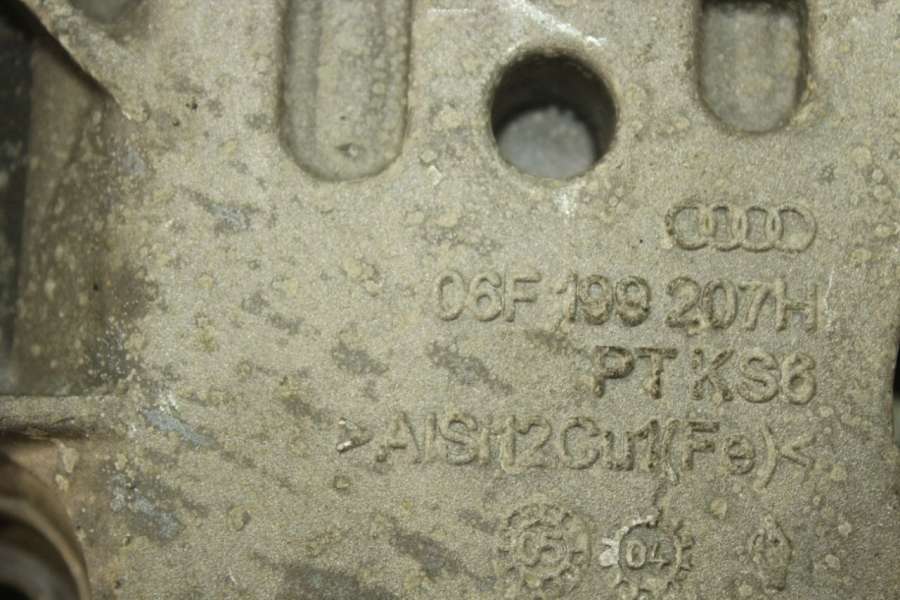 06F 199 207H
PT KS6
>AlSi12Cu1(Fe)<
05 04